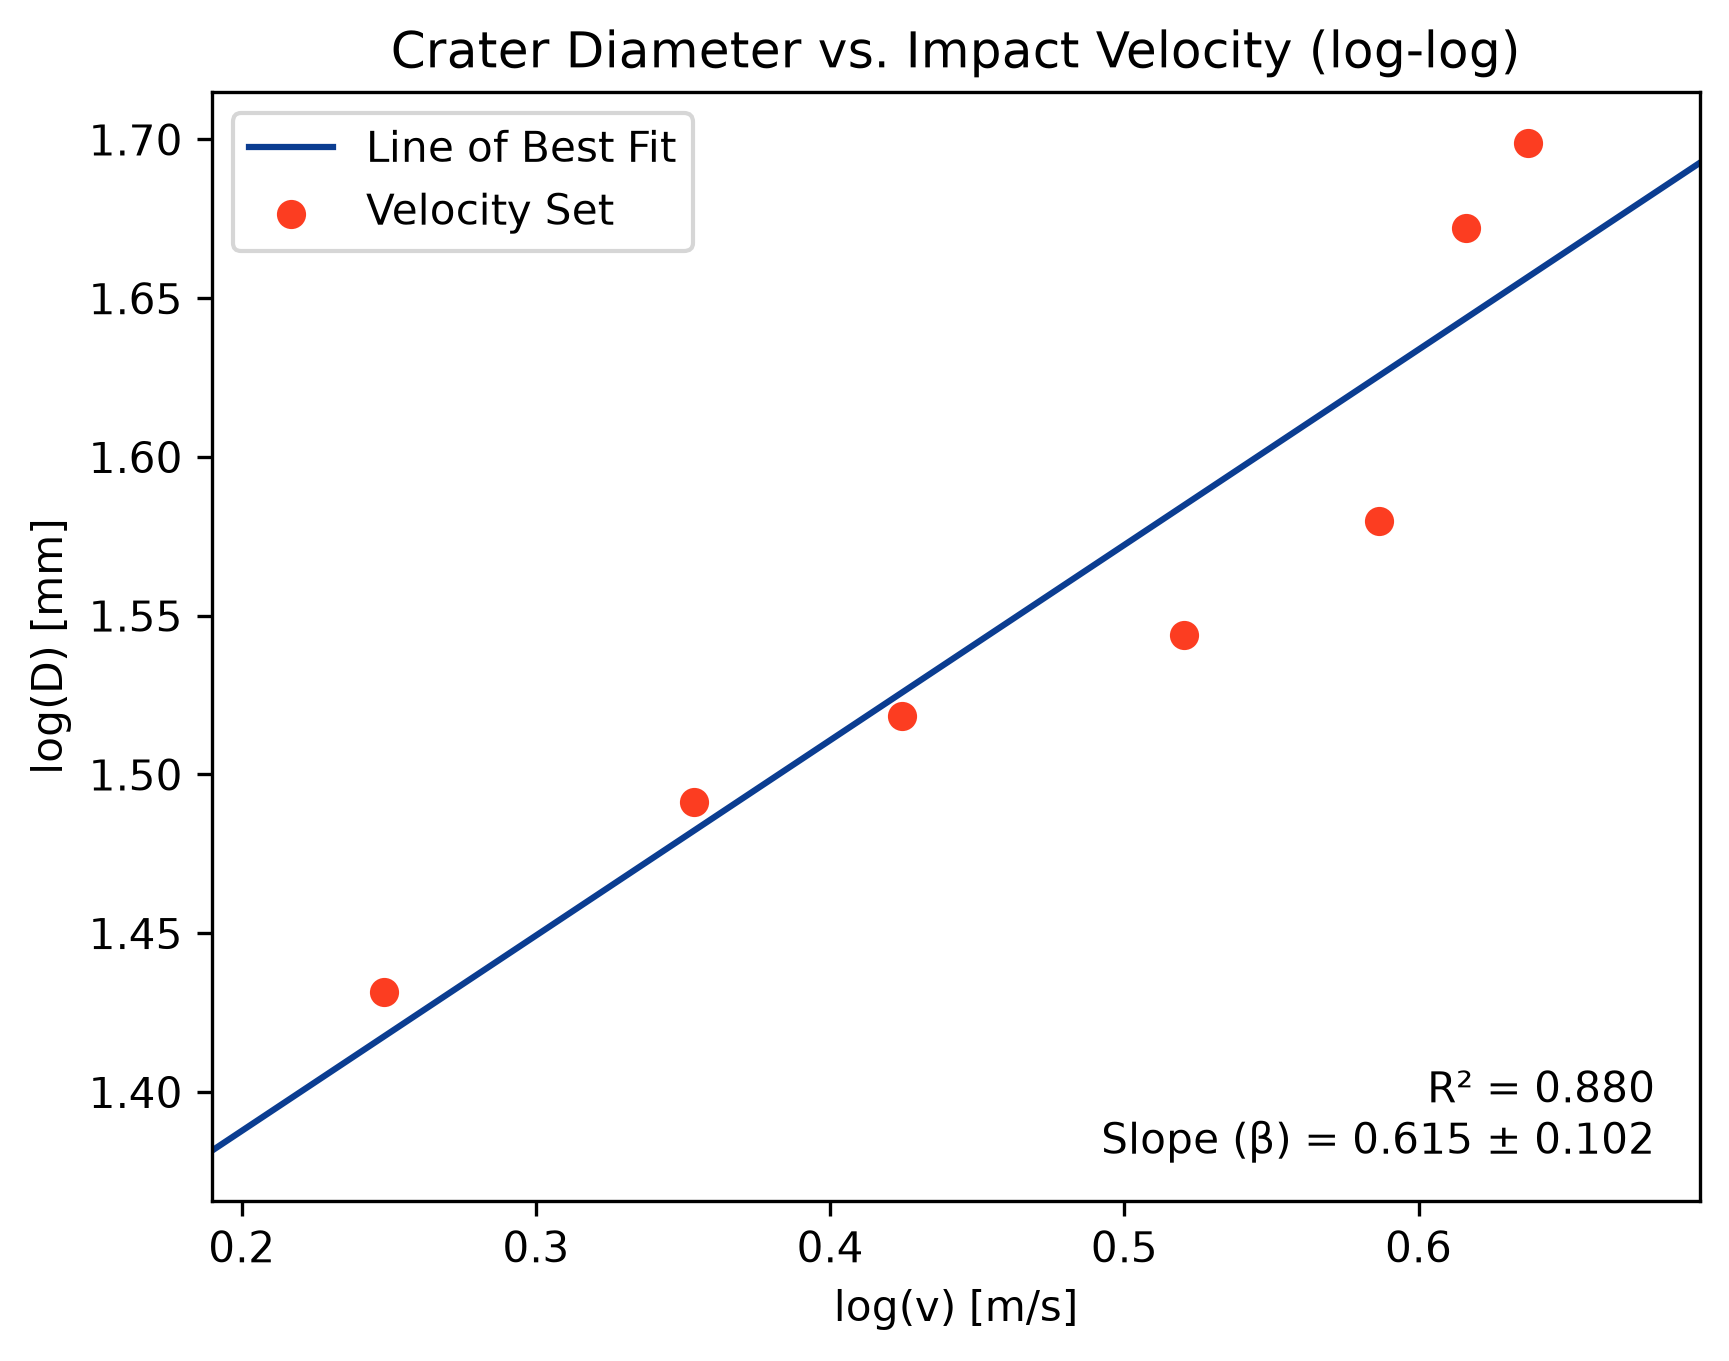 Crater Diameter vs. Impact Velocity (log-log)
Line of Best Fit
Velocity Set
1.70
1.65
1.60
1.55
1.50
1.45
1.40
log(D) [mm]
R² = 0.880
Slope (β) = 0.615 ± 0.102
0.2 0.3 0.4 0.5 0.6
log(v) [m/s]